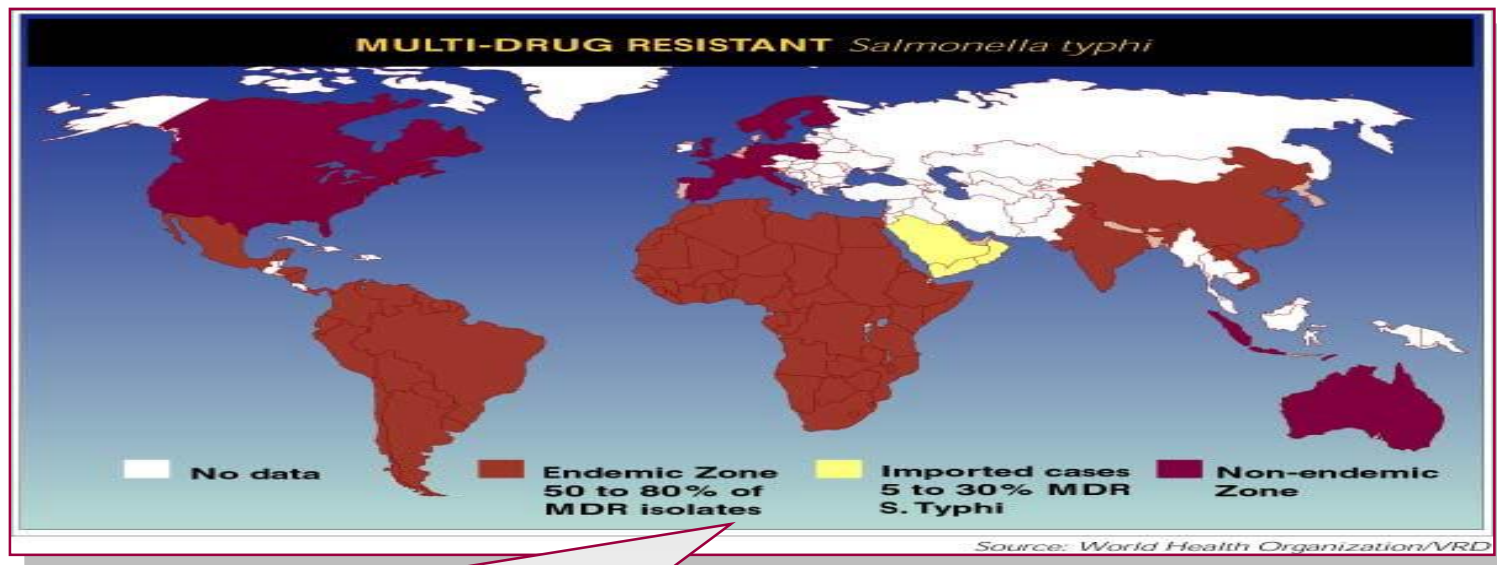 MULTI-DRUG RESISTANT Salmonella typhi
No data
Endemic Zone
50 to 80% of
MDR isolates
Imported cases
5 to 30% MDR
S. Typhi
Non-endemic
Zone
Source: World Health Organization/VRD